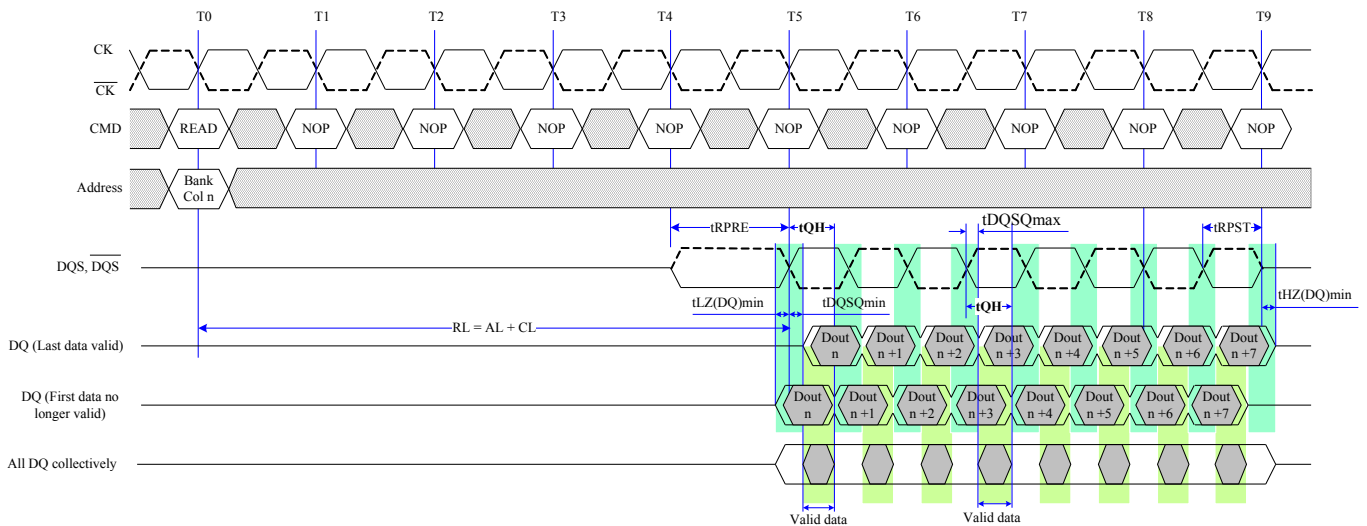 T0 T1 T2 T3 T4 T5 T6 T7 T8 T9
CK
CK
CMD READ NOP NOP NOP NOP NOP NOP NOP NOP NOP
Address
Bank
Col n
tRPRE tQH tDQSQmax tRPST
DQS, DQS
tLZ(DQ)min tDQSQmin tQH tHZ(DQ)min
RL = AL + CL
DQ (Last data valid)
Dout Dout Dout Dout Dout Dout Dout Dout
n n +1 n +2 n +3 n +4 n +5 n +6 n +7
DQ (First data no
longer valid)
Dout Dout Dout Dout Dout Dout Dout Dout
n n +1 n +2 n +3 n +4 n +5 n +6 n +7
All DQ collectively
Valid data Valid data